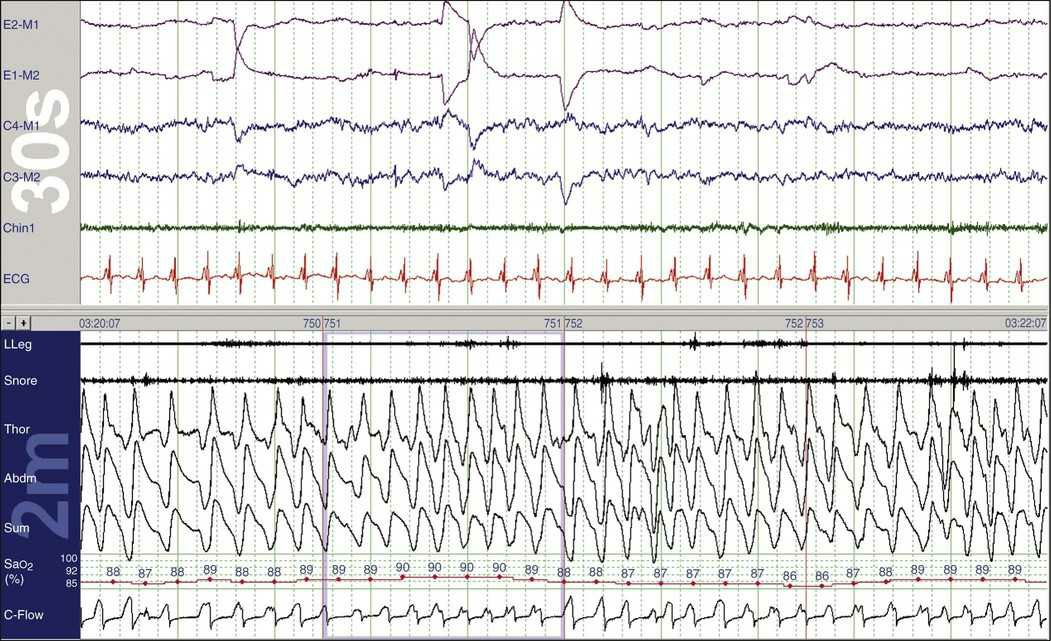 E2-M1
E1-M2
30s
C4-M1
C3-M2
Chin1
ECG
- +
03:20:07 750 751 751 752 752 753 03:22:07
LLeg
Snore
Thor
2m
Abdm
Sum
SaO2 (%)
100
92
85
88 87 88 89 88 88 89 89 89 90 90 90 90 89 88 88 87 87 87 87 87 86 86 87 88 89 89 89 89
C-Flow